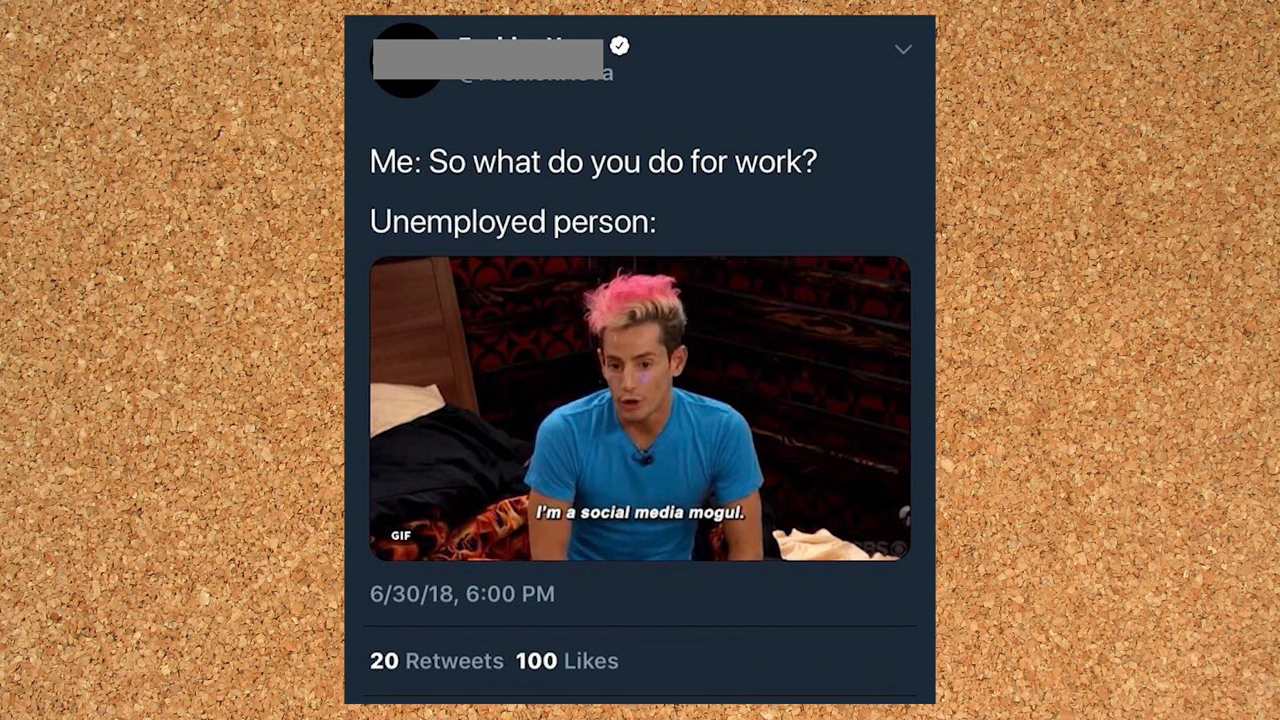 Me: So what do you do for work?
Unemployed person:
I'm a social media mogul.
GIF
CBS
6/30/18, 6:00 PM
20 Retweets 100 Likes